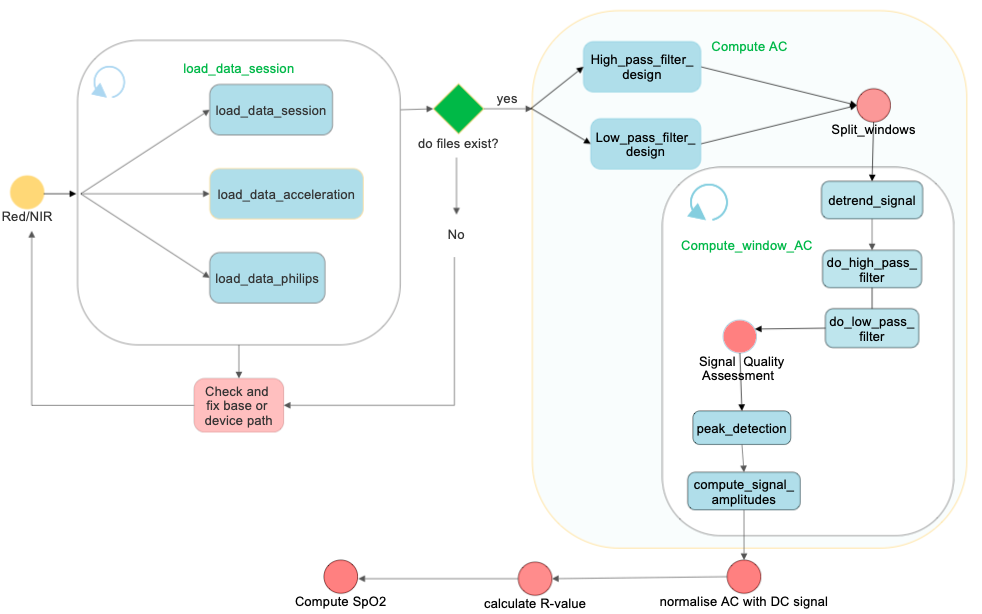 load_data_session
load_data_session
load_data_acceleration
load_data_philips
Red/NIR
do files exist?
yes
No
Check and
fix base or
device path
Compute AC
High_pass_filter_
design
Low_pass_filter_
design
Split_windows
Compute_window_AC
detrend_signal
do_high_pass_
filter
do_low_pass_
filter
Signal Quality
Assessment
peak_detection
compute_signal_
amplitudes
normalise AC with DC signal
calculate R-value
Compute SpO2